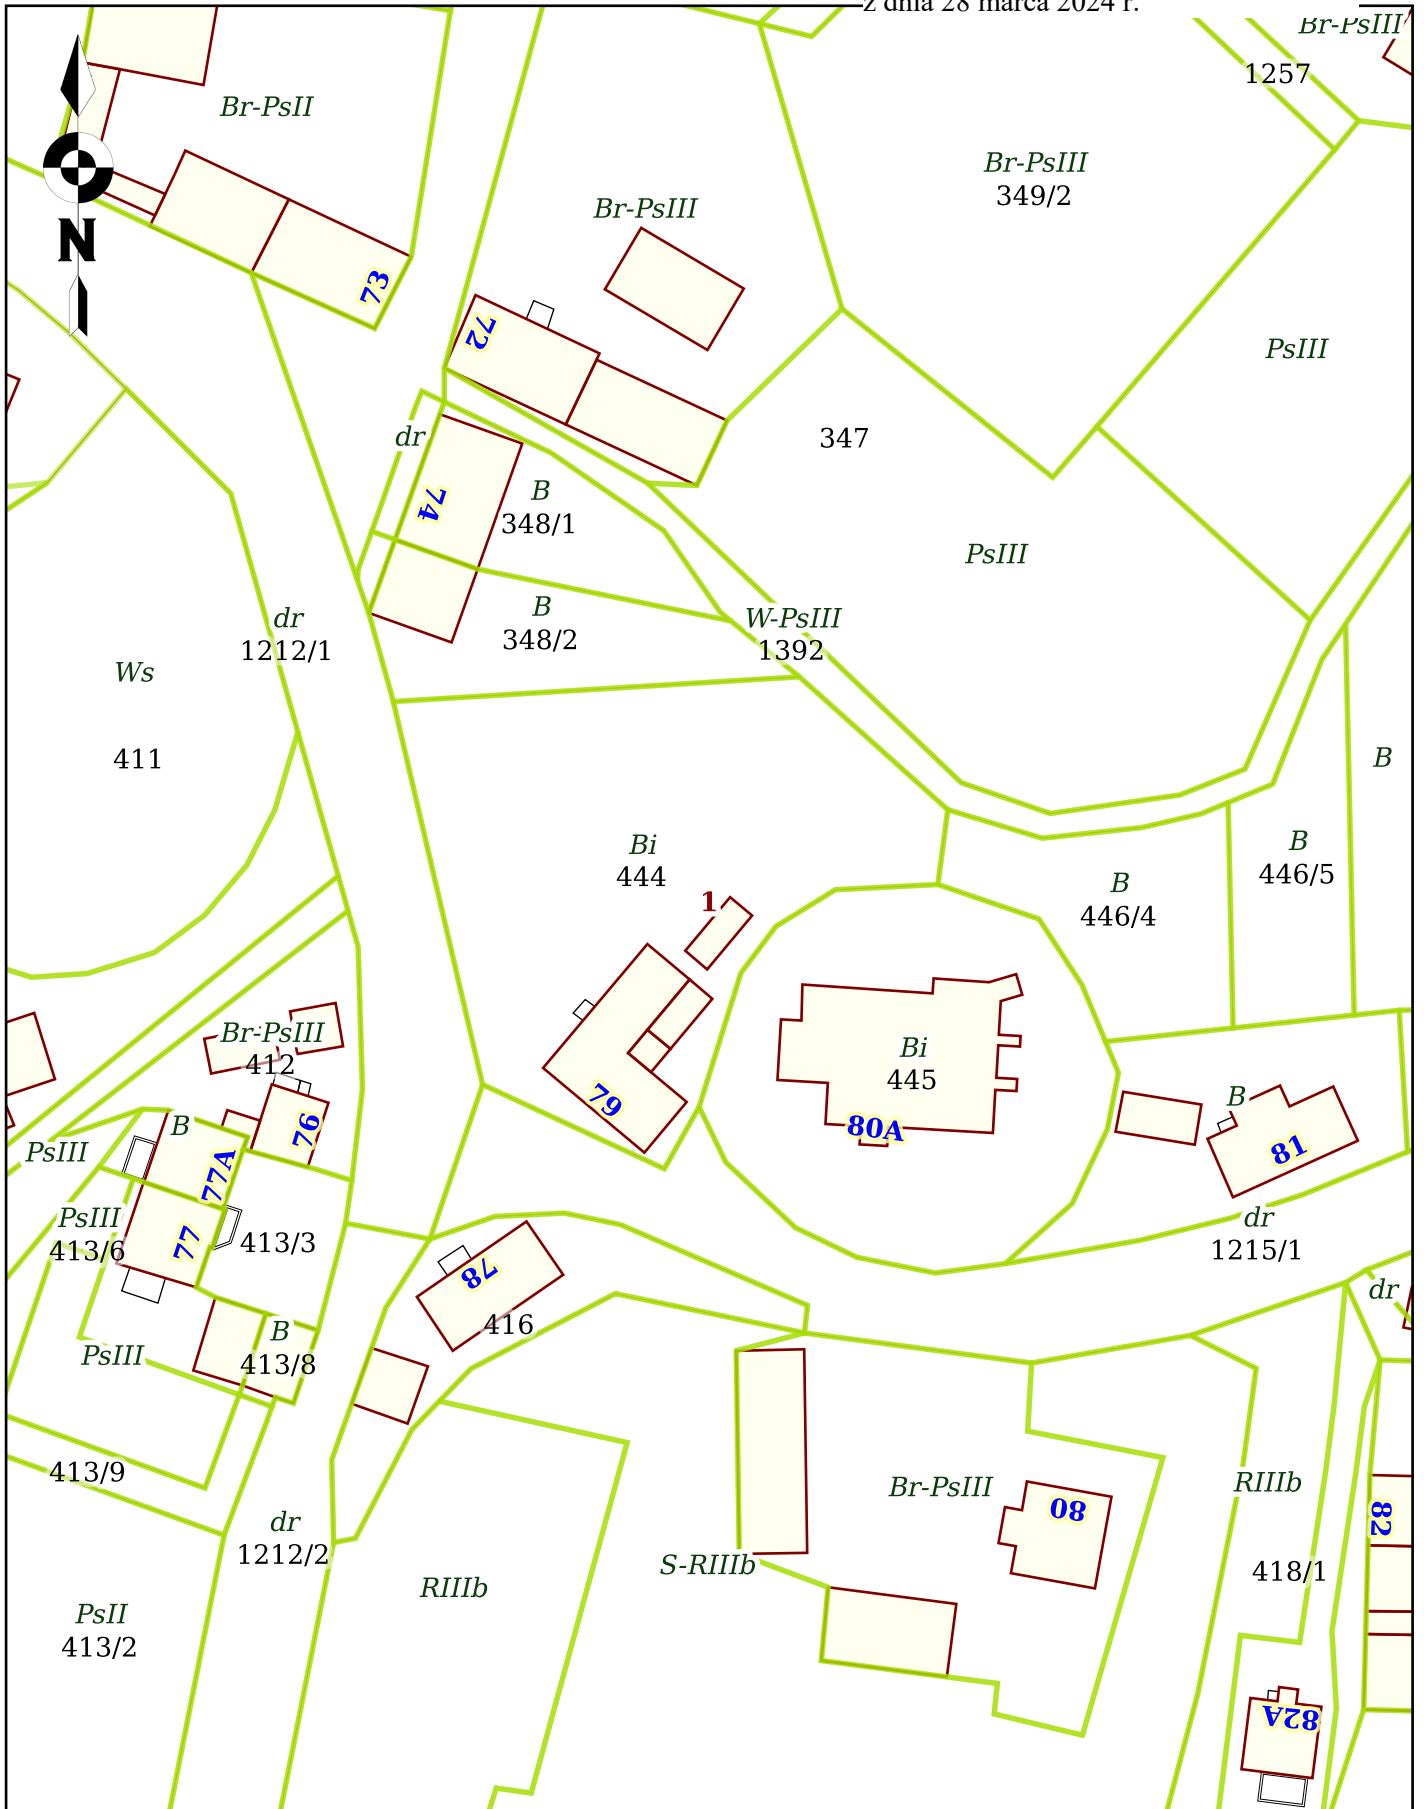 z dnia 28 marca 2024 r.
Br-PsIII
1257
Br-PsII
Br-PsIII
349/2
Br-PsIII
N
73
72
PsIII
dr
347
74
B
348/1
PsIII
B
348/2
dr
1212/1
W-PsIII
1392
Ws
411
B
Bi
444
B
446/5
B
446/4
1
Br-PsIII
412
Bi
445
79
80A
B
81
76
B
PsIII
77A
PsIII
413/6
77
413/3
dr
1215/1
78
416
dr
B
413/8
PsIII
413/9
Br-PsIII
80
RIIIb
82
dr
1212/2
S-RIIIb
RIIIb
418/1
PsII
413/2
82A